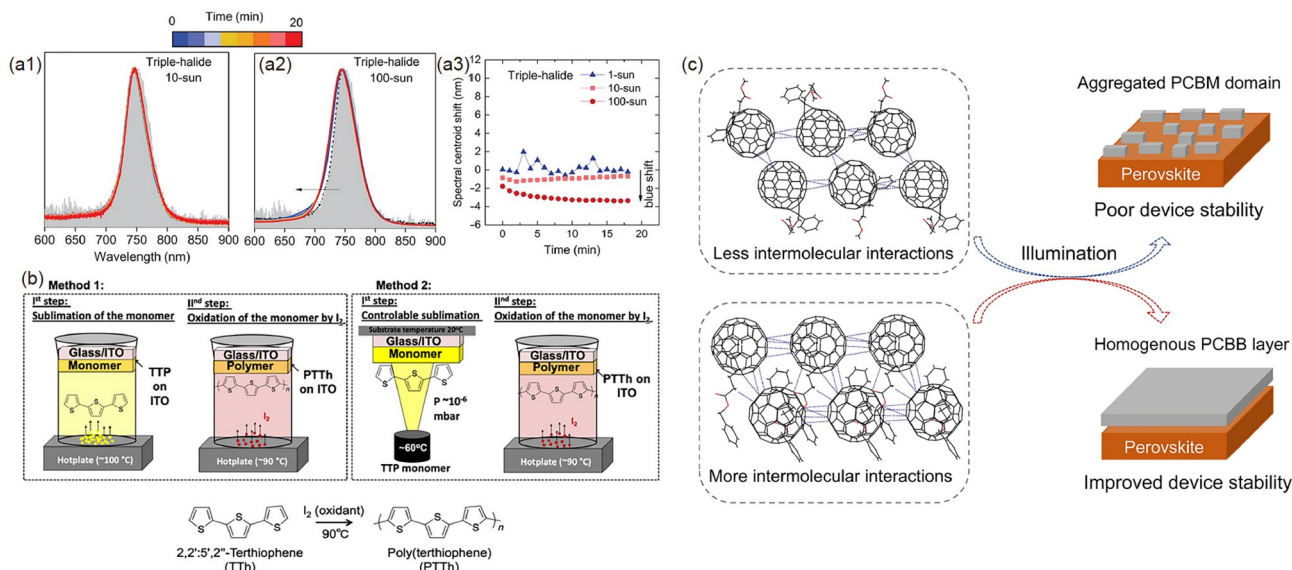 Time (min)
0
20
(a1)
Triple-halide
10-sun
600 650 700 750 800 850 900
Wavelength (nm)
(a2)
Triple-halide
100-sun
600 650 700 750 800 850 900
(a3)
Spectral centroid shift (nm)
12
10
8
6
4
2
0
-2
-4
-6
Triple-halide
1-sun
10-sun
100-sun
blue shift
0 5 10 15 20
Time (min)
(b)
Method 1:
Iˢᵗ step:
Sublimation of the monomer
Glass/ITO
Monomer
TTP
on
ITO
S
S
S
Hotplate (~100 °C)
IIⁿᵈ step:
Oxidation of the monomer by I₂
Glass/ITO
Polymer
PTTh
on ITO
S
S
S
n
I₂
Hotplate (~90 °C)
Method 2:
Iˢᵗ step:
Controlable sublimation
Substrate temperature 20ºC
Glass/ITO
Monomer
S
S
S
P ~10⁻⁶
mbar
~60ºC
TTP monomer
IIⁿᵈ step:
Oxidation of the monomer by I₂
Glass/ITO
Polymer
PTTh
on ITO
S
S
S
n
I₂
Hotplate (~90 °C)
S
S
S
2,2':5',2"-Terthiophene
(TTh)
I₂ (oxidant)
90°C
S
S
S
n
Poly(terthiophene)
(PTTh)
(c)
Less intermolecular interactions
More intermolecular interactions
Illumination
Aggregated PCBM domain
Perovskite
Poor device stability
Homogenous PCBB layer
Perovskite
Improved device stability